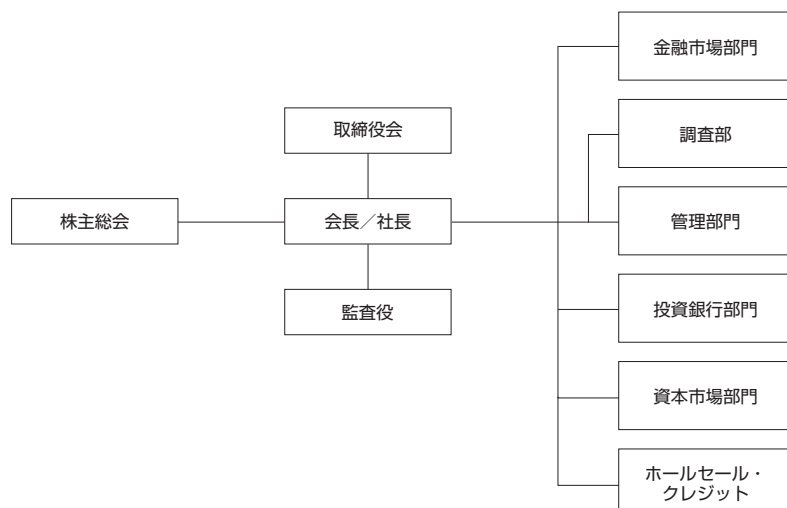 金融市場部門
取締役会
調査部
株主総会
会長／社長
管理部門
監査役
投資銀行部門
資本市場部門
ホールセール・
クレジット